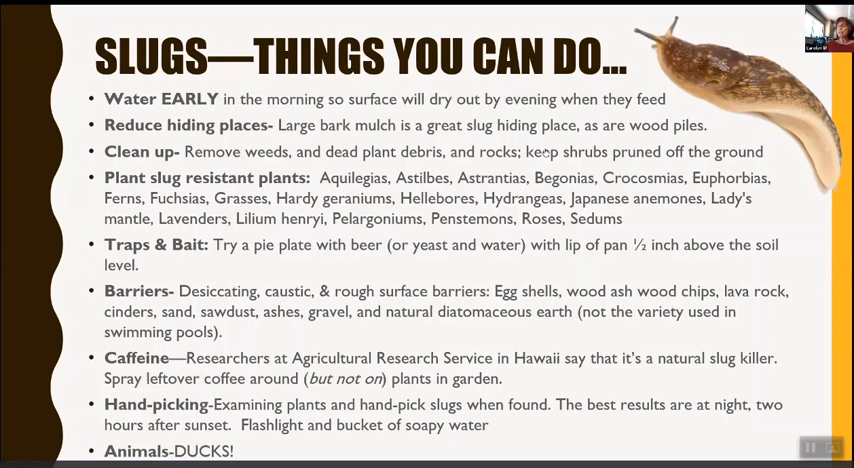 SLUGS—THINGS YOU CAN DO...
• Water EARLY in the morning so surface will dry out by evening when they feed
• Reduce hiding places- Large bark mulch is a great slug hiding place, as are wood piles.
• Clean up- Remove weeds, and dead plant debris, and rocks; keep shrubs pruned off the ground
• Plant slug resistant plants: Aquilegias, Astilbes, Astrantias, Begonias, Crocosmias, Euphorbias,
Ferns, Fuchsias, Grasses, Hardy geraniums, Hellebores, Hydrangeas, Japanese anemones, Lady's
mantle, Lavenders, Lilium henryi, Pelargoniums, Penstemons, Roses, Sedums
• Traps & Bait: Try a pie plate with beer (or yeast and water) with lip of pan ½ inch above the soil
level.
• Barriers- Desiccating, caustic, & rough surface barriers: Egg shells, wood ash wood chips, lava rock,
cinders, sand, sawdust, ashes, gravel, and natural diatomaceous earth (not the variety used in
swimming pools).
• Caffeine—Researchers at Agricultural Research Service in Hawaii say that it's a natural slug killer.
Spray leftover coffee around (but not on) plants in garden.
• Hand-picking-Examining plants and hand-pick slugs when found. The best results are at night, two
hours after sunset. Flashlight and bucket of soapy water
• Animals-DUCKS!